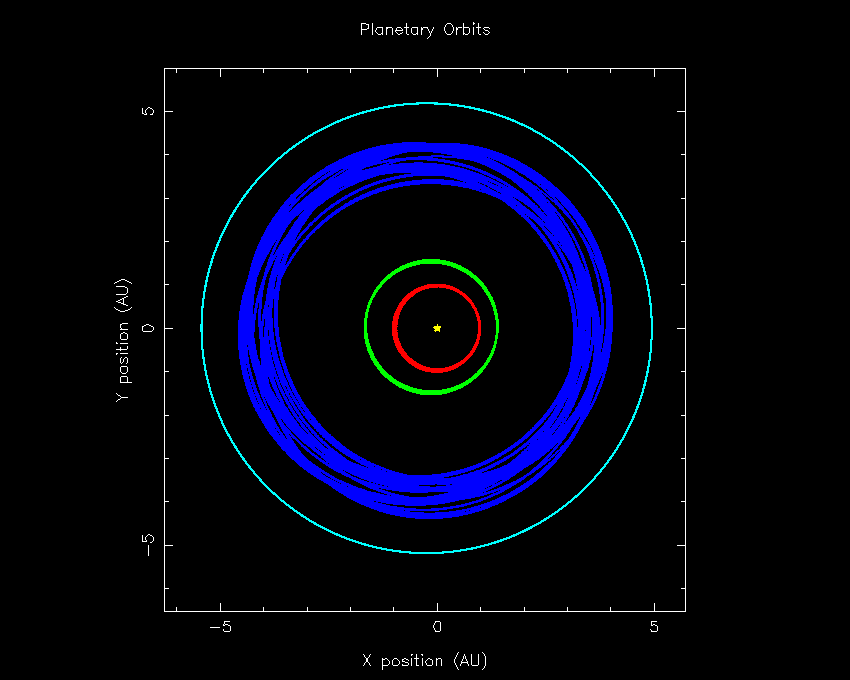 Planetary Orbits
5
0
−5
Y position (AU)
−5 0 5
X position (AU)